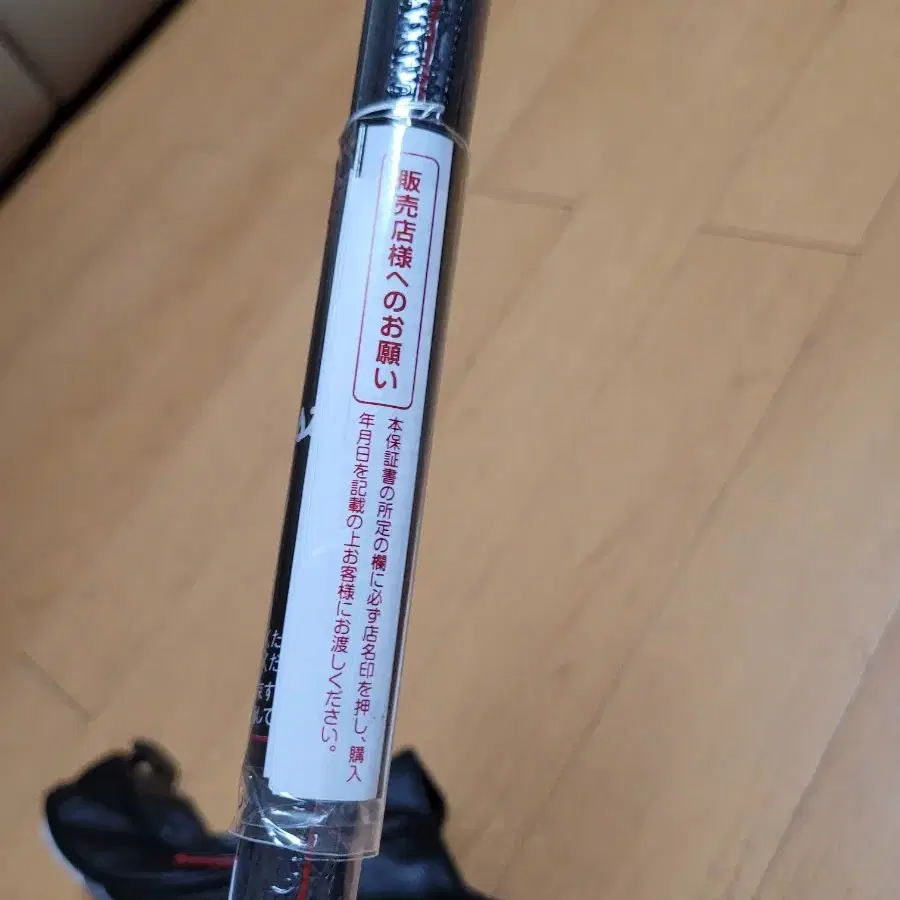 販売店様へのお願い
本保証書の所定の欄に必ず店名印を押し、購入
年月日を記載の上お客様にお渡しください。